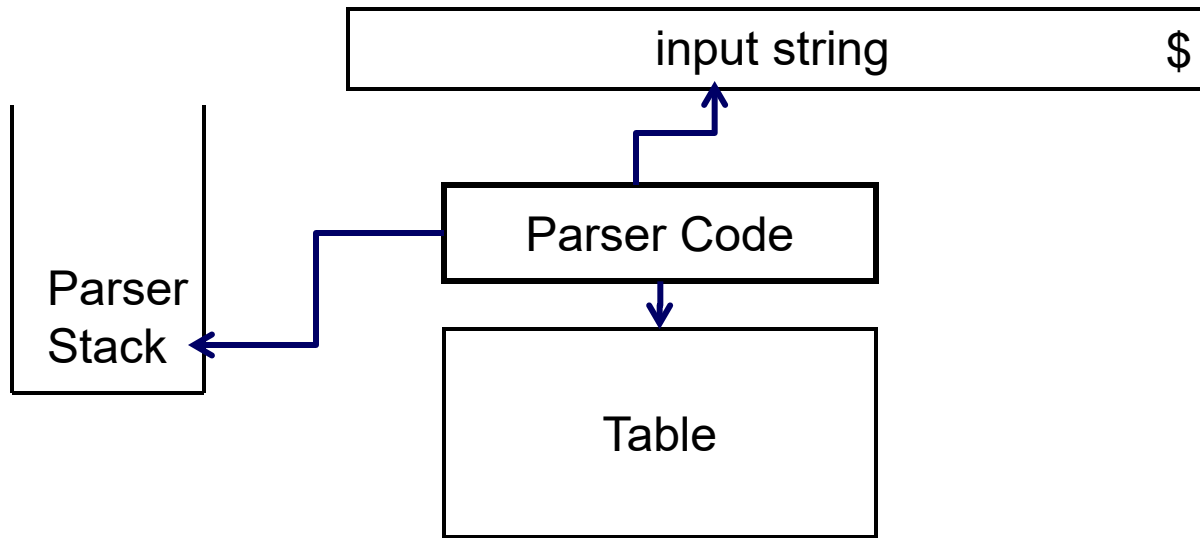 input string $
Parser Code
Parser
Stack
Table